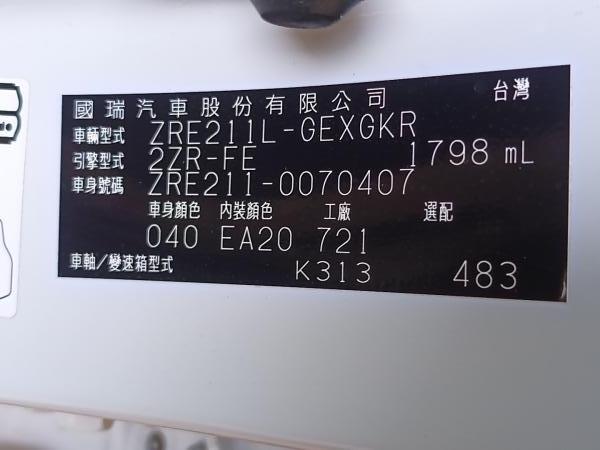 國瑞汽車股份有限公司 台灣
車輛型式 ZRE211L-GEXGKR
引擎型式 2ZR-FE 1798 mL
車身號碼 ZRE211-0070407
車身顏色 內裝顏色 工廠 選配
040 EA20 721
車軸/變速箱型式 K313 483